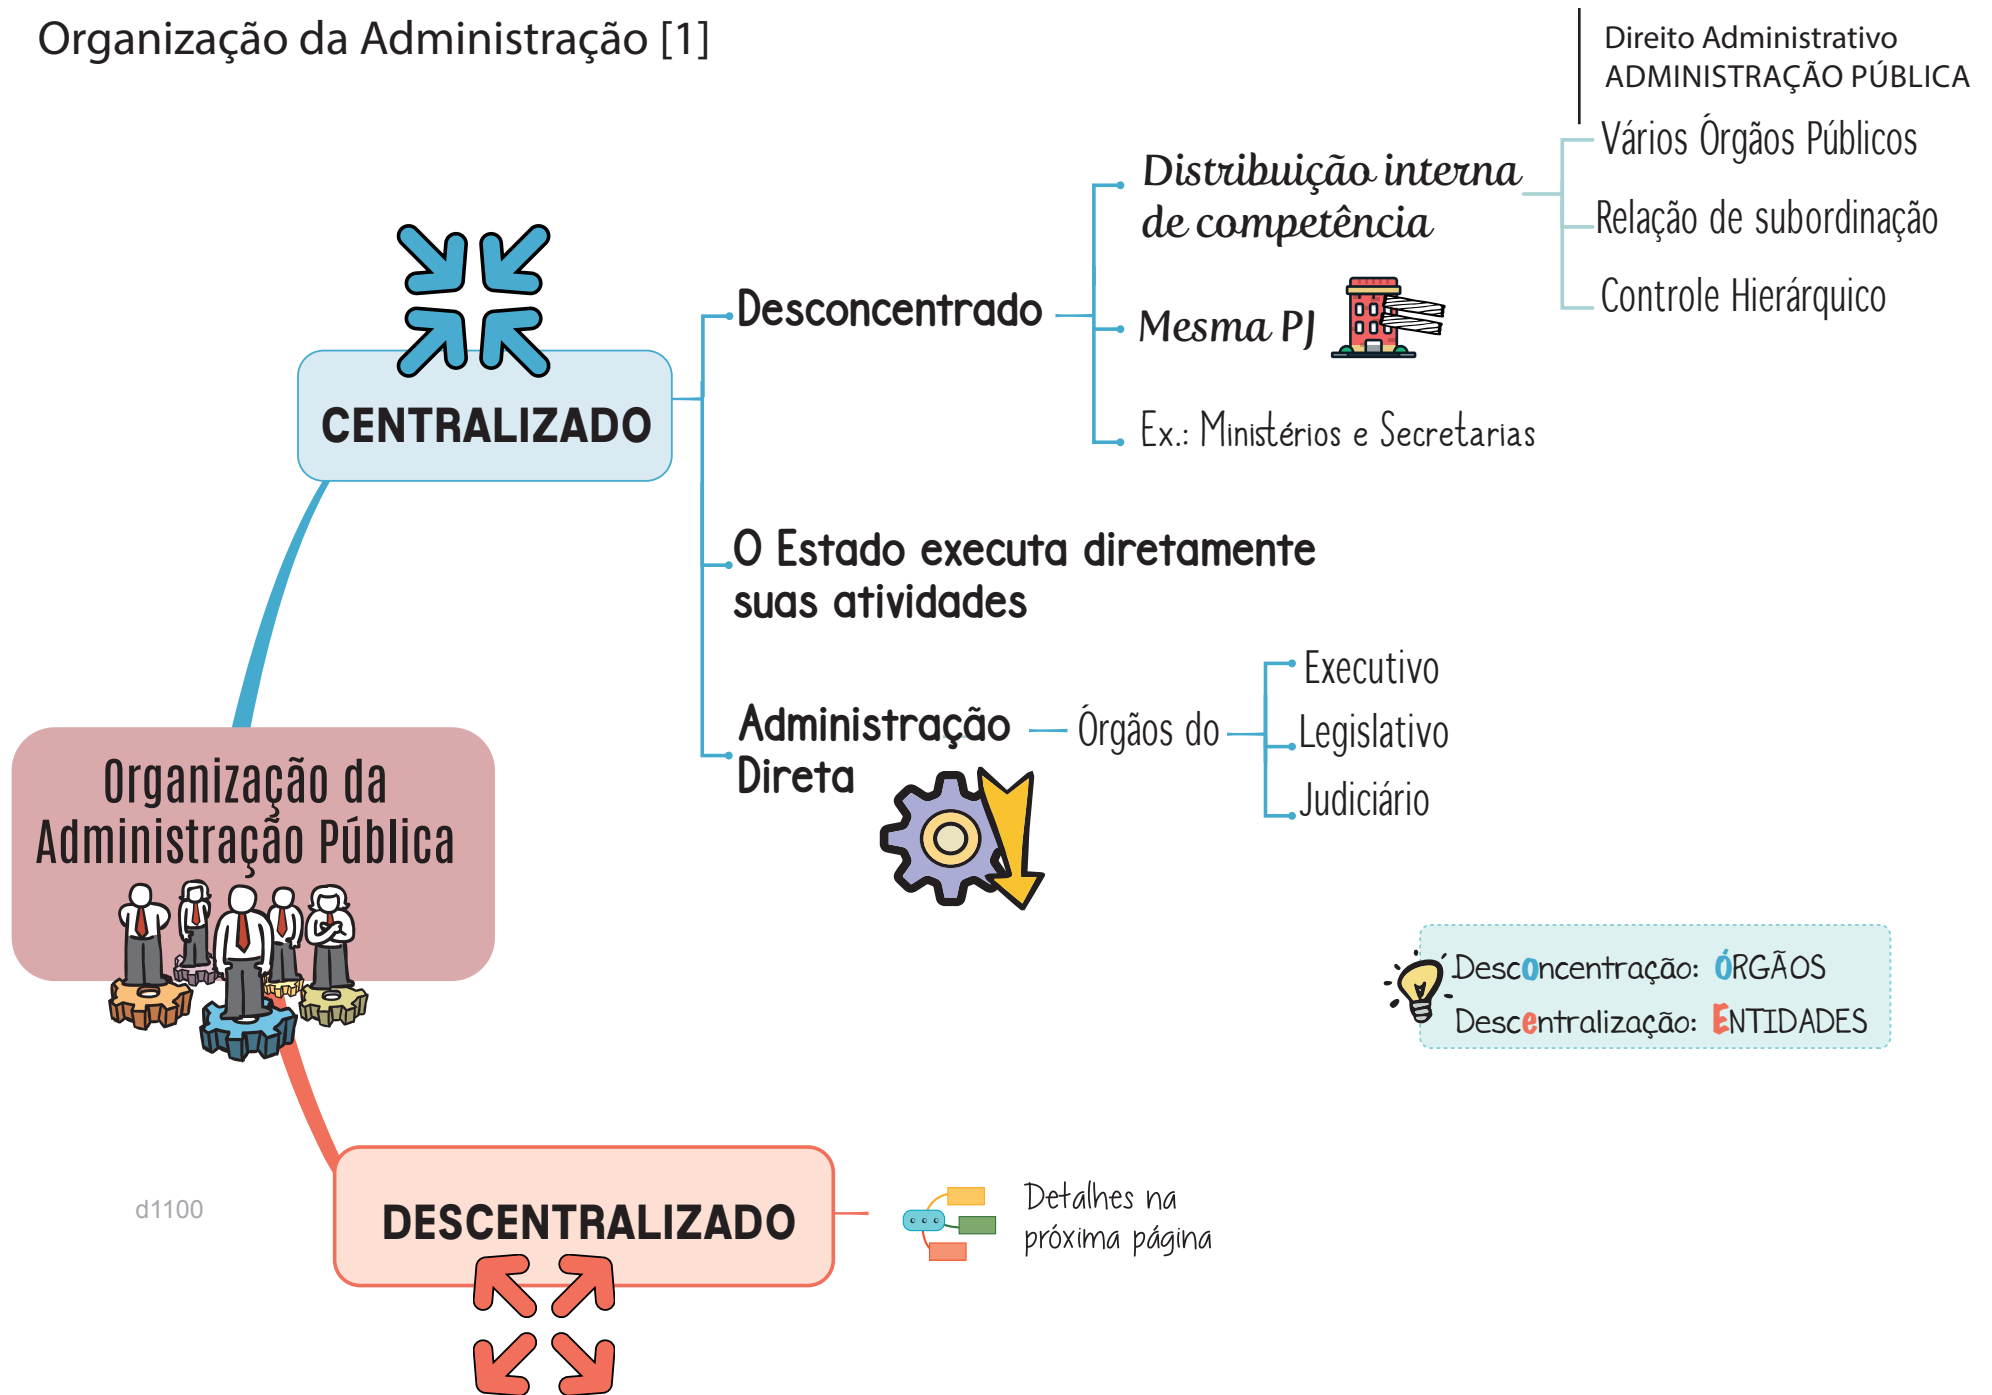 Organização da Administração [1]
Direito Administrativo
ADMINISTRAÇÃO PÚBLICA
Vários Órgãos Públicos
Distribuição interna
de competência
Relação de subordinação
Controle Hierárquico
Desconcentrado
Mesma PJ
CENTRALIZADO
Ex.: Ministérios e Secretarias
O Estado executa diretamente
suas atividades
Administração
Direta
Órgãos do
Executivo
Legislativo
Judiciário
Organização da
Administração Pública
Desconcentração: ÓRGÃOS
Descentralização: ENTIDADES
DESCENTRALIZADO
Detalhes na
próxima página
d1100